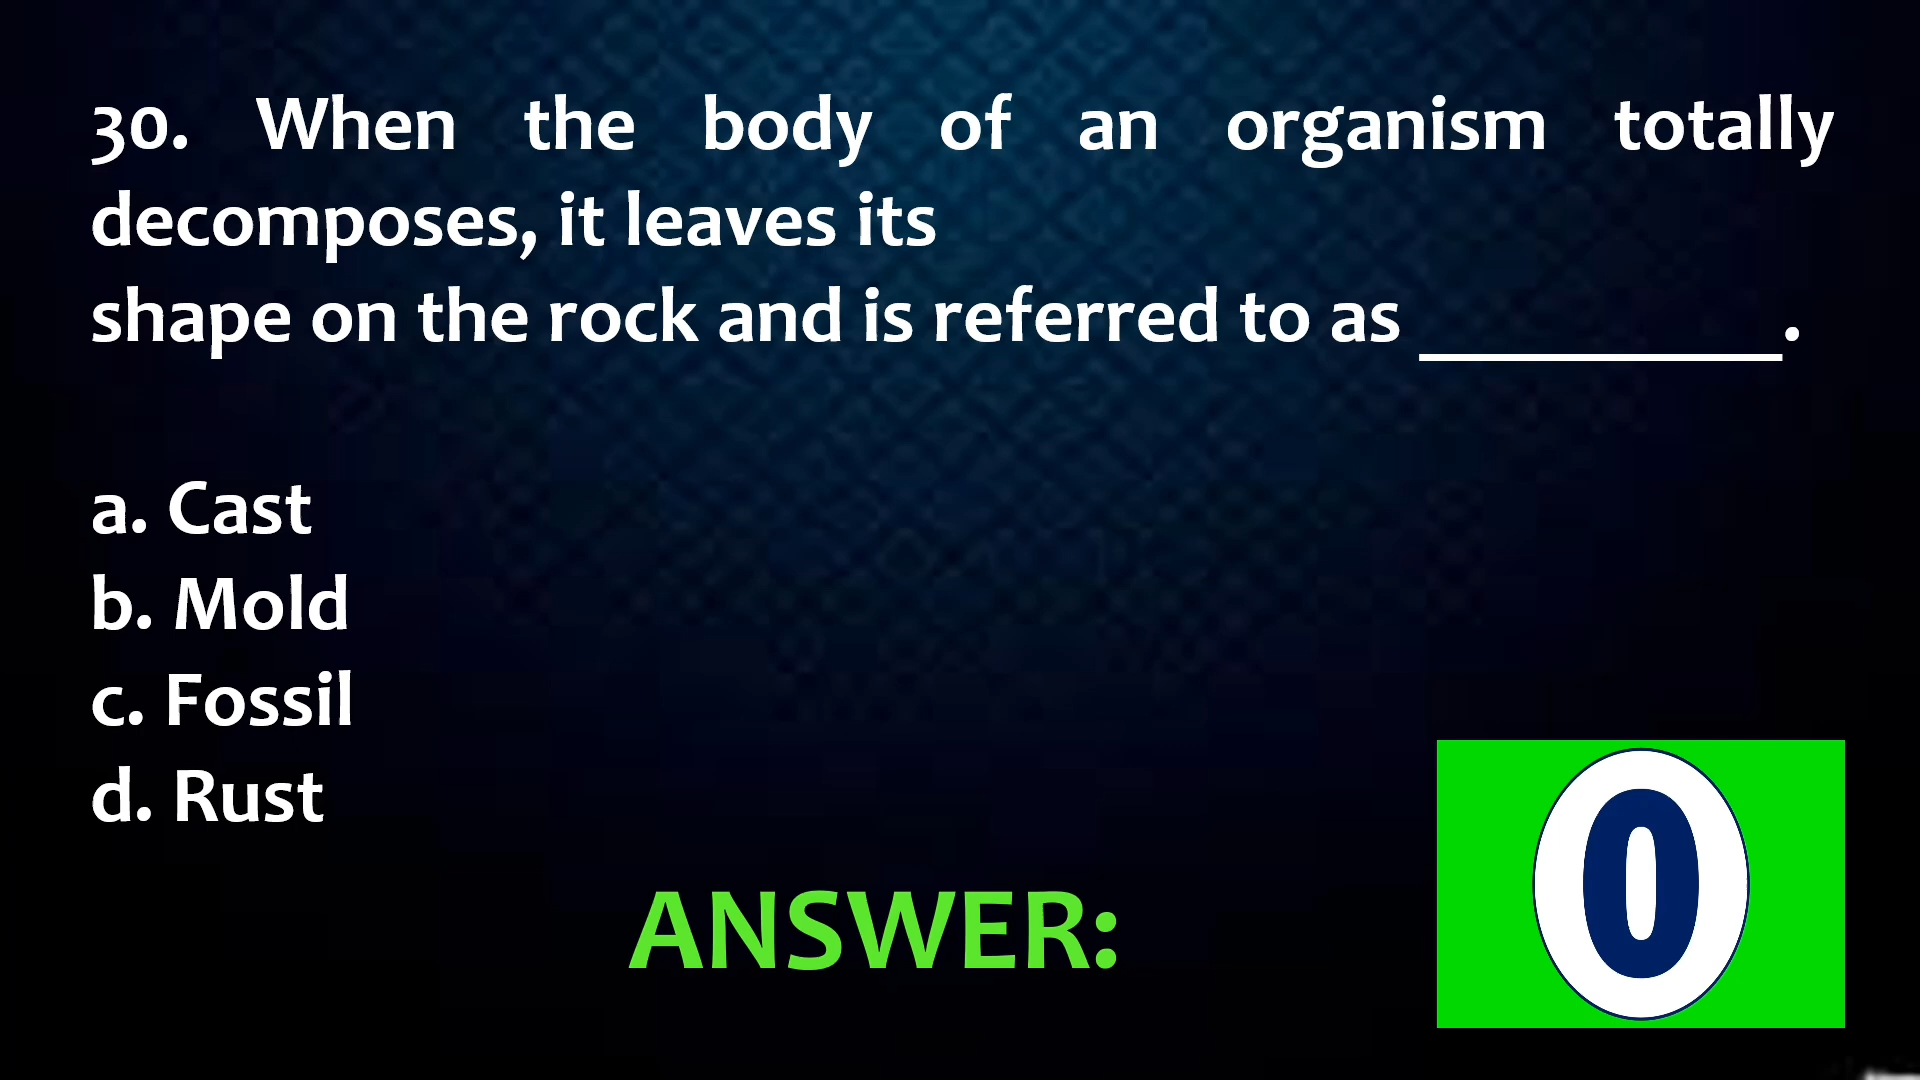 30. When the body of an organism totally
decomposes, it leaves its
shape on the rock and is referred to as __________.
a. Cast
b. Mold
c. Fossil
d. Rust
ANSWER:
0